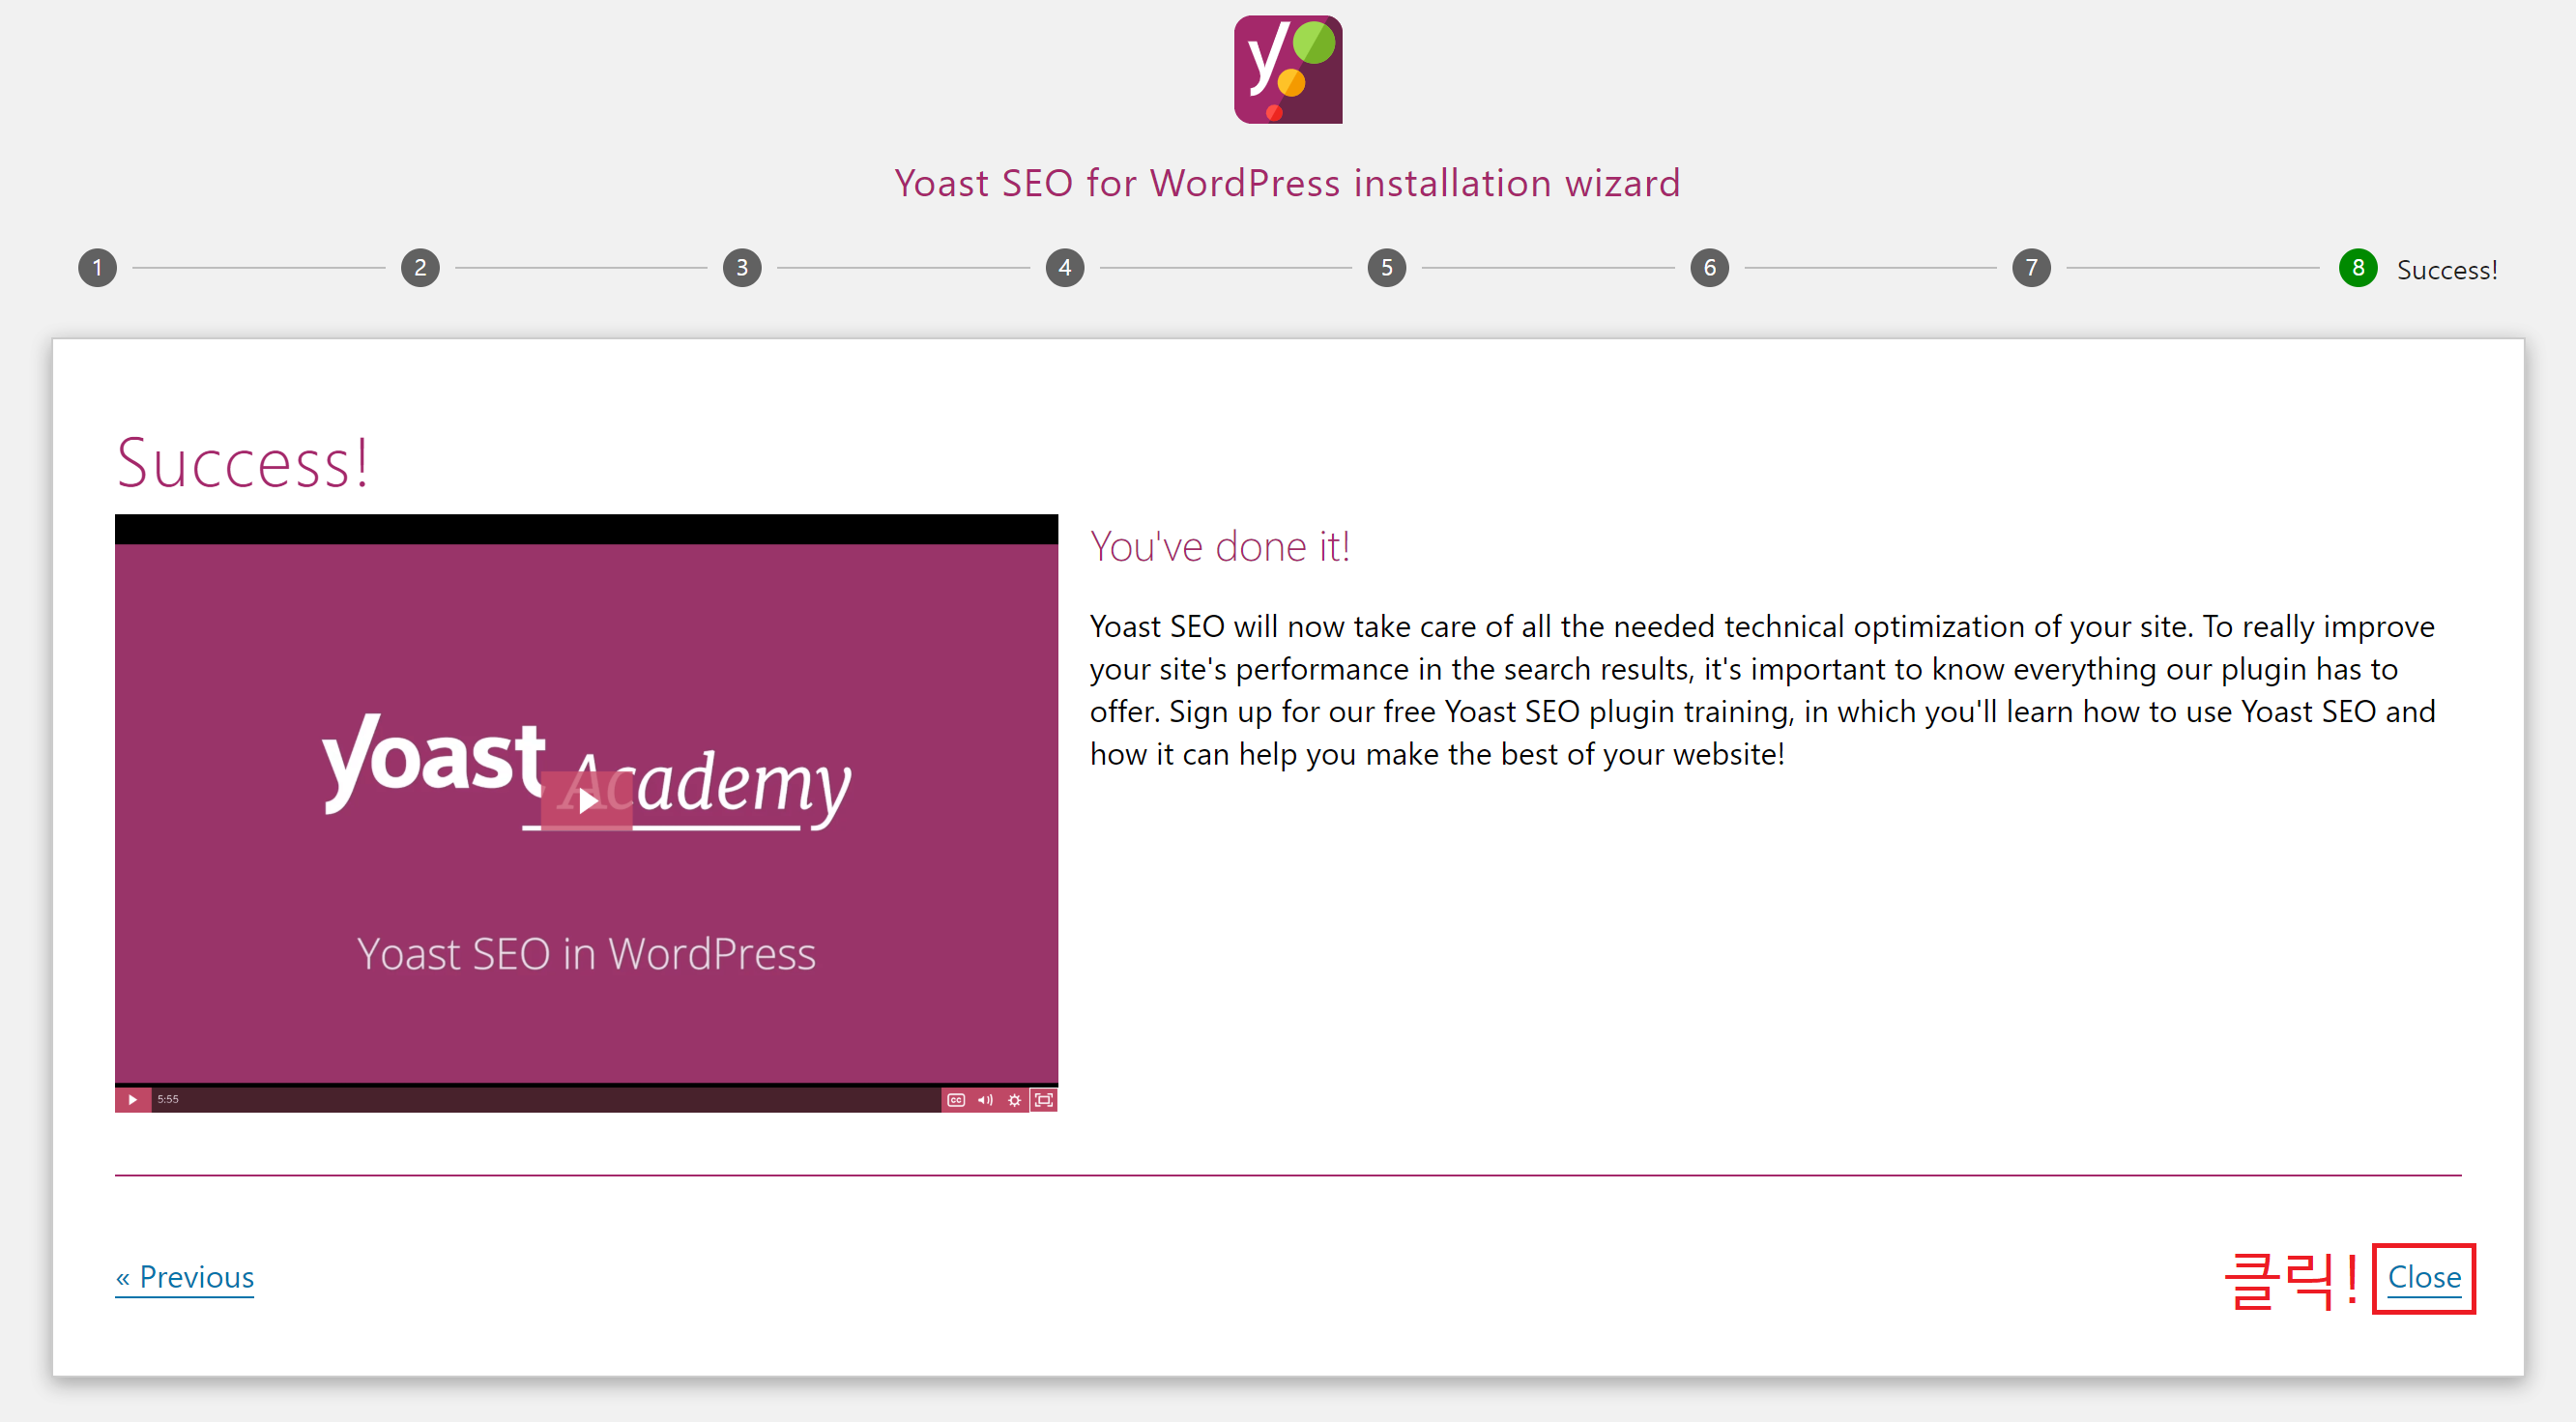 y
Yoast SEO for WordPress installation wizard
1 2 3 4 5 6 7 8 Success!
Success!
You've done it!
Yoast SEO will now take care of all the needed technical optimization of your site. To really improve
your site's performance in the search results, it's important to know everything our plugin has to
offer. Sign up for our free Yoast SEO plugin training, in which you'll learn how to use Yoast SEO and
how it can help you make the best of your website!
yoast Academy
Yoast SEO in WordPress
5:55
CC
« Previous
클릭! Close